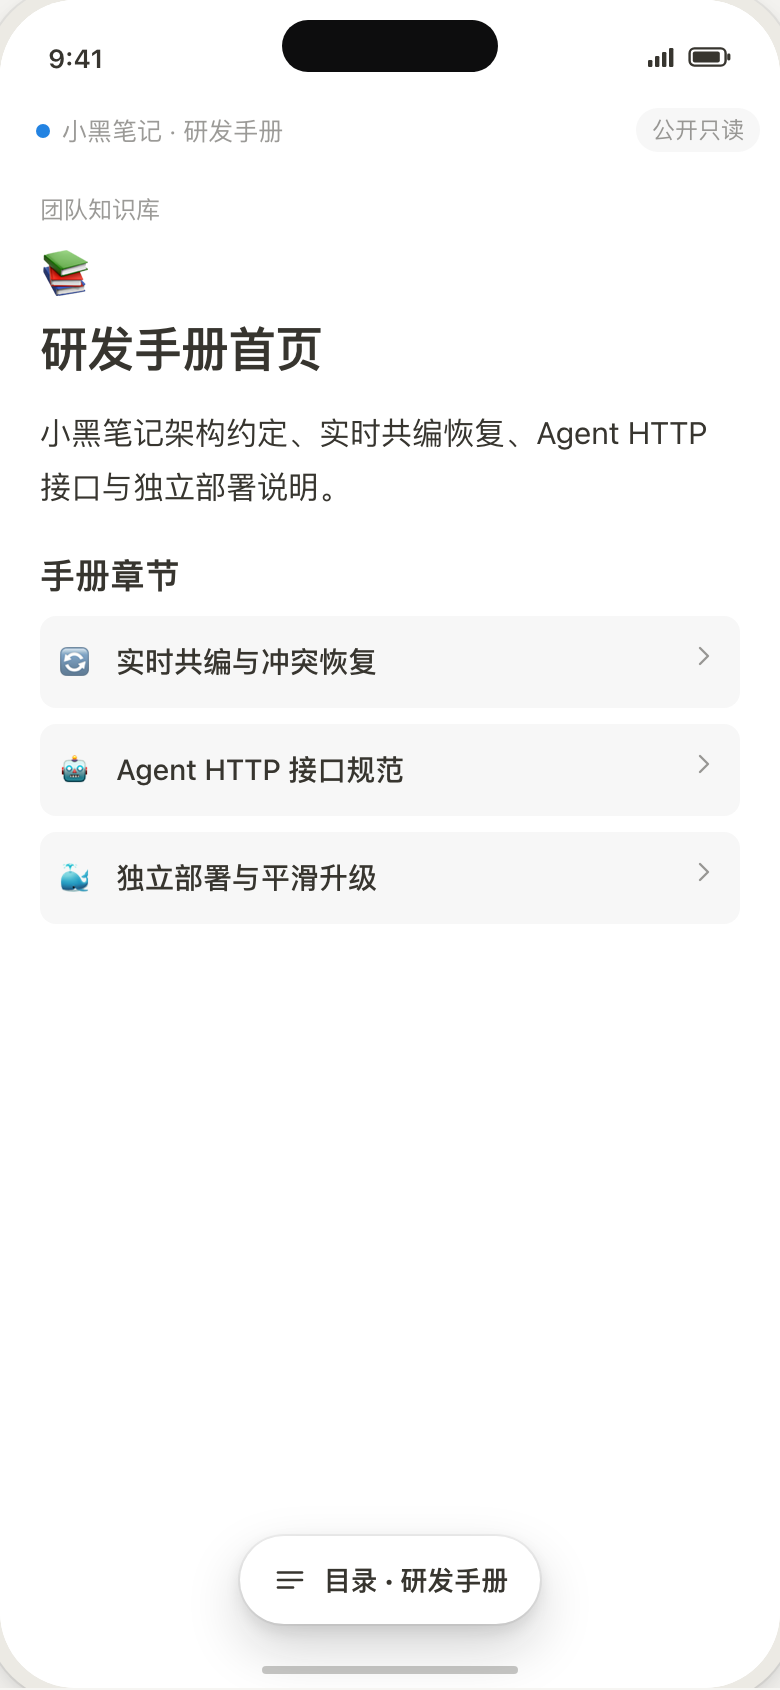 9:41
小黑笔记 · 研发手册
公开只读
团队知识库
研发手册首页
小黑笔记架构约定、实时共编恢复、Agent HTTP
接口与独立部署说明。
手册章节
实时共编与冲突恢复
Agent HTTP 接口规范
独立部署与平滑升级
目录 · 研发手册